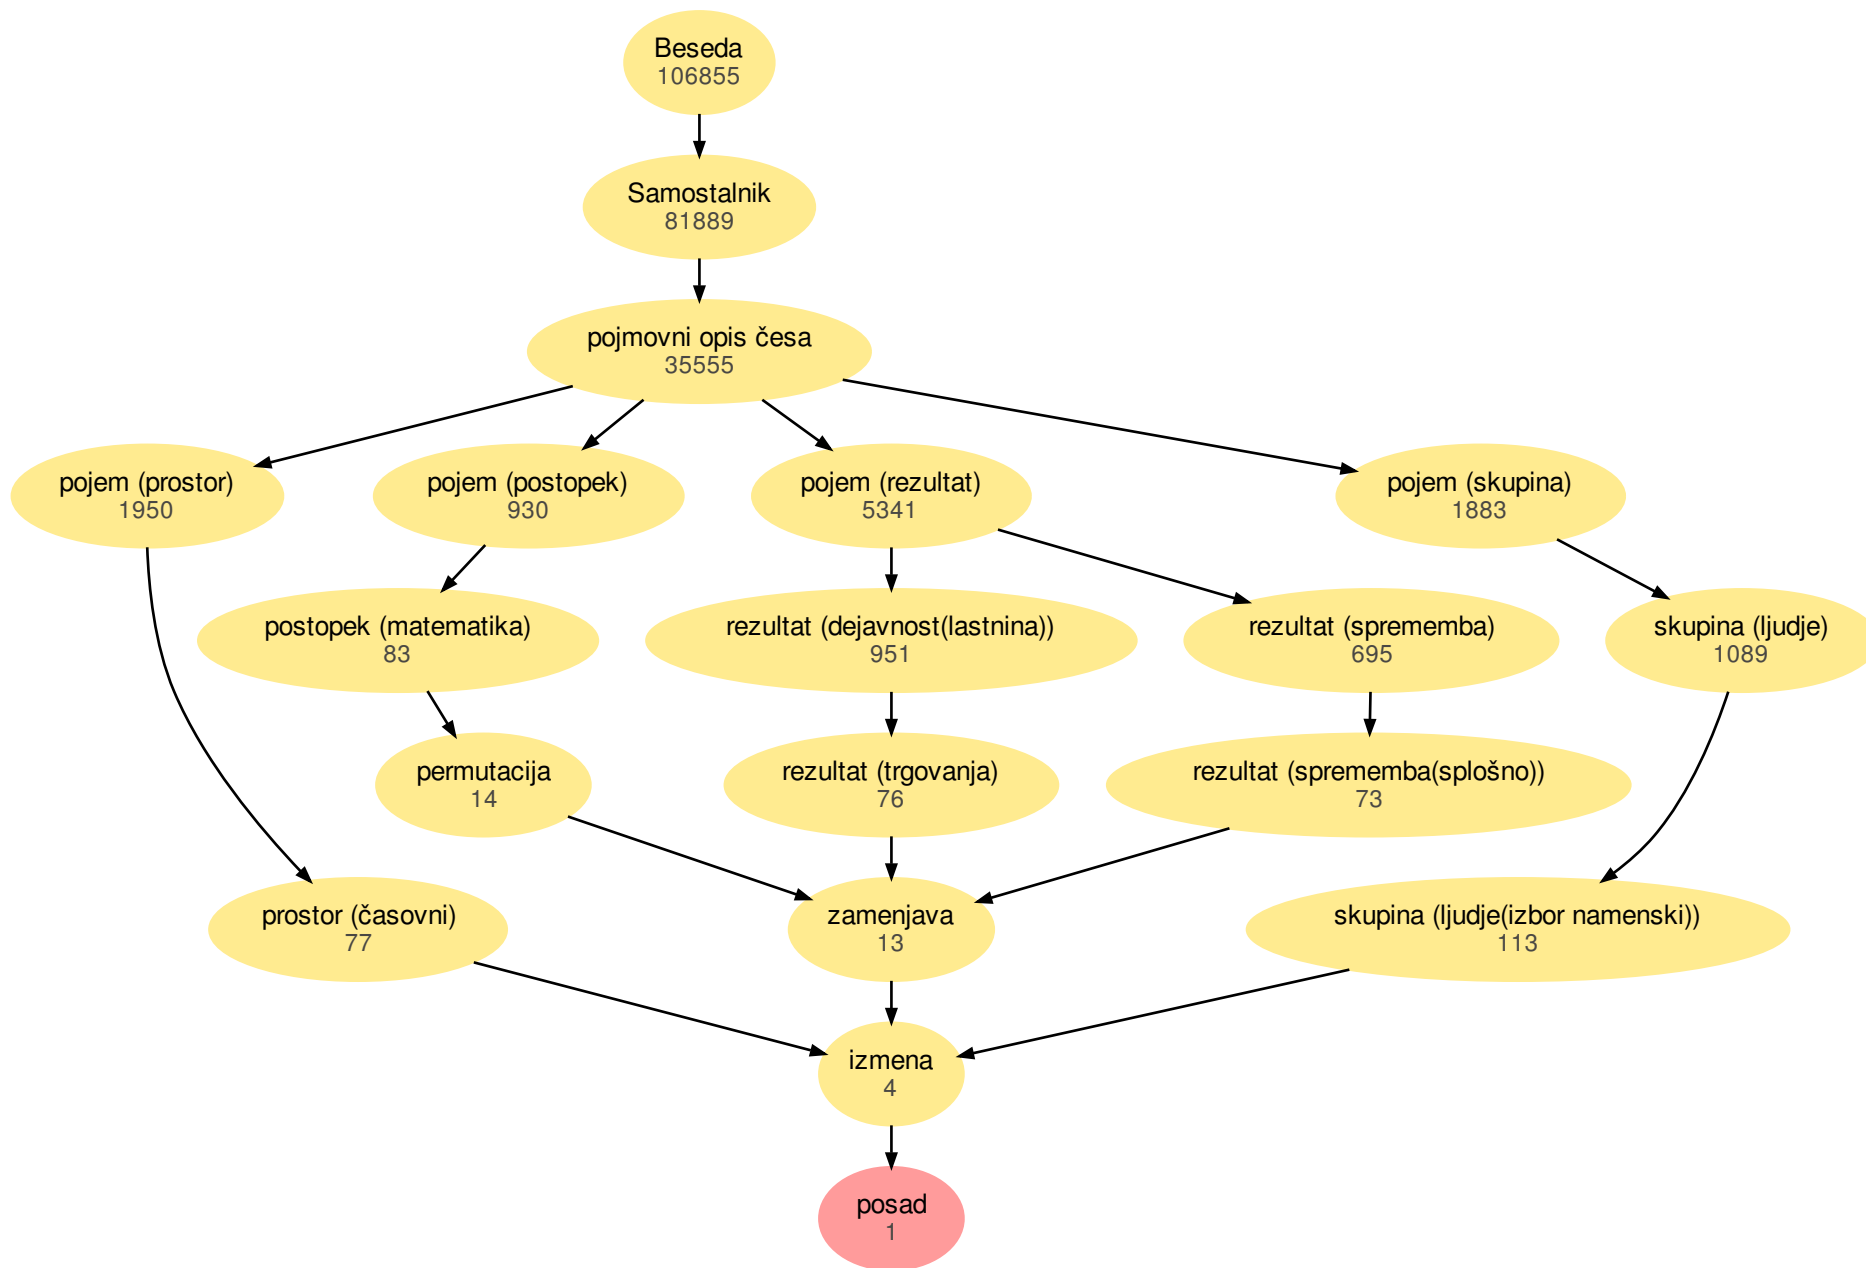 Beseda
106855
Samostalnik
81889
pojmovni opis česa
35555
pojem (prostor)
1950
pojem (postopek)
930
pojem (rezultat)
5341
pojem (skupina)
1883
postopek (matematika)
83
rezultat (dejavnost(lastnina))
951
rezultat (sprememba)
695
skupina (ljudje)
1089
permutacija
14
rezultat (trgovanja)
76
rezultat (sprememba(splošno))
73
prostor (časovni)
77
zamenjava
13
skupina (ljudje(izbor namenski))
113
izmena
4
posad
1